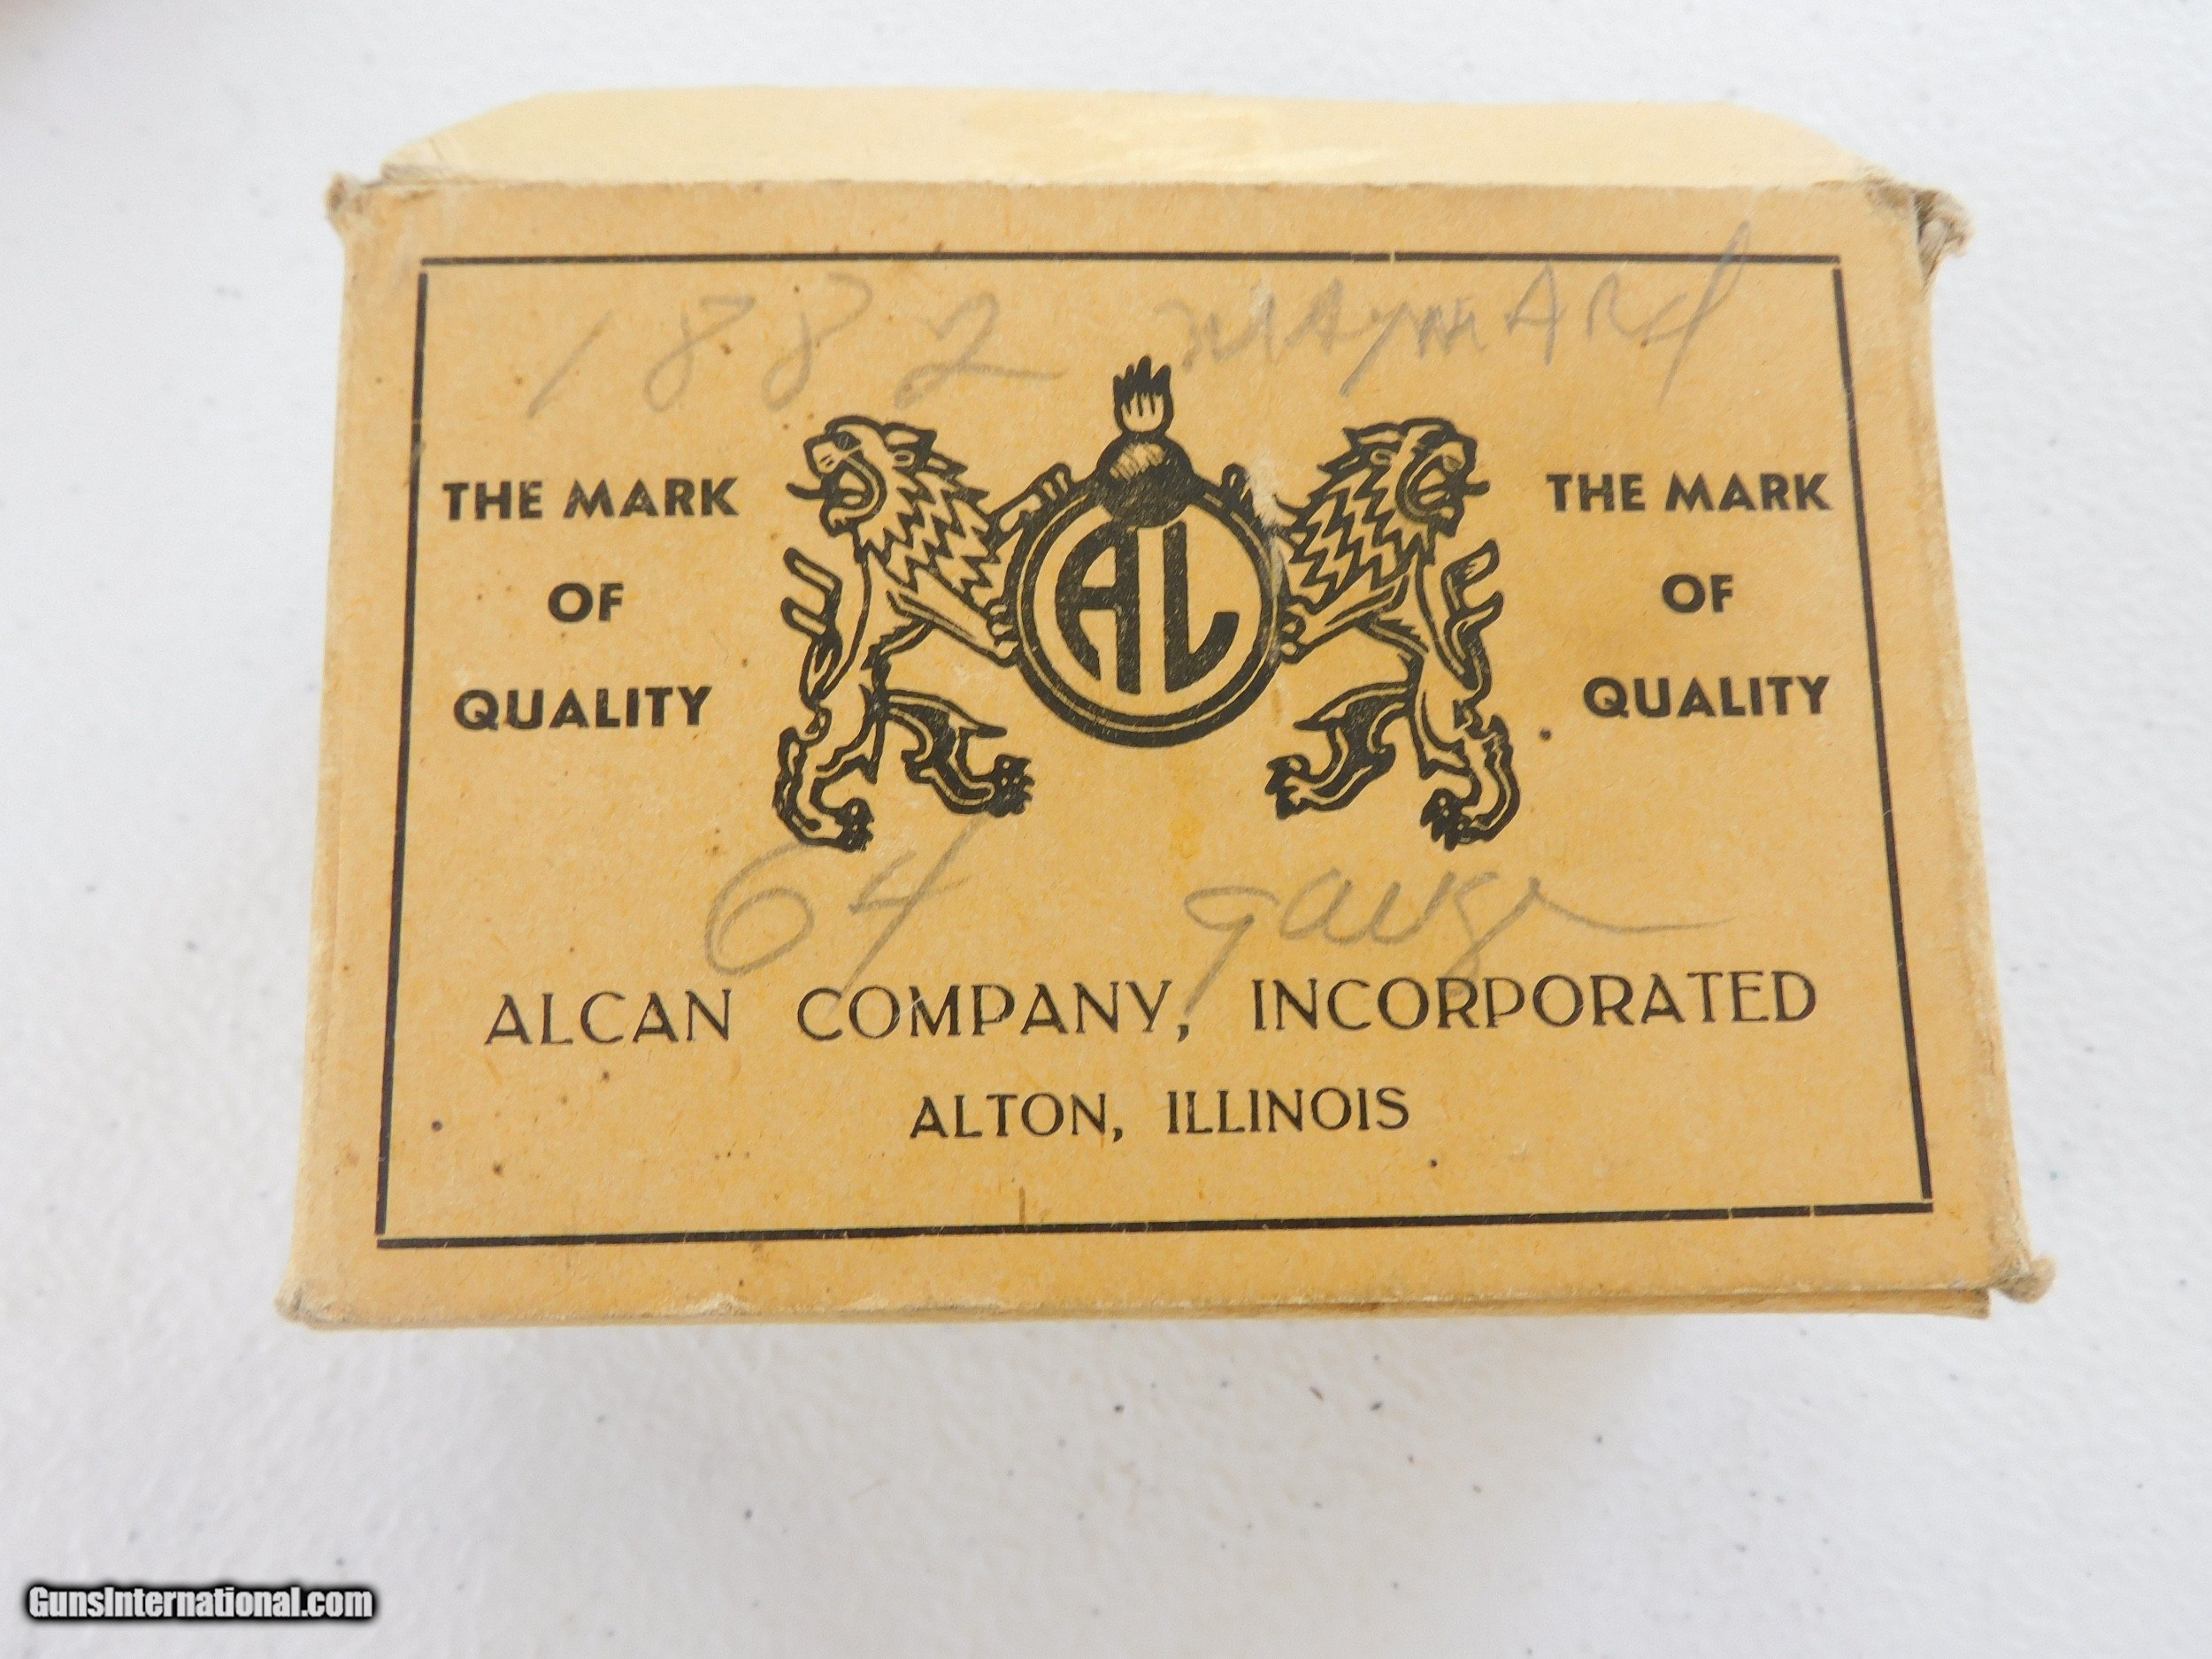 1882 MAYNARd
THE MARK
OF
QUALITY
AL
THE MARK
OF
QUALITY
64 gauge
ALCAN COMPANY, INCORPORATED
ALTON, ILLINOIS
GunsInternational.com